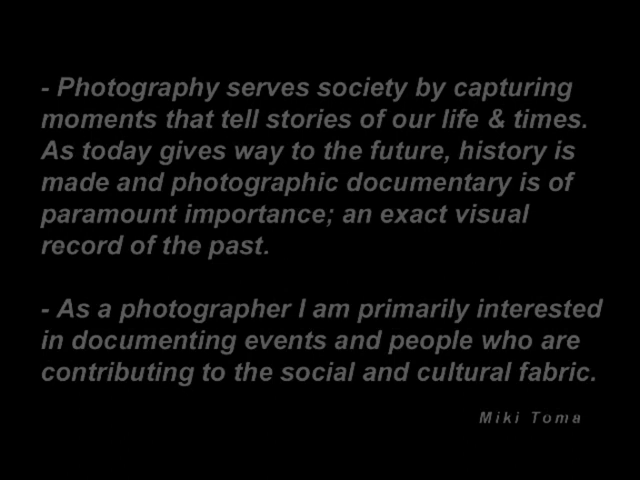 - Photography serves society by capturing
moments that tell stories of our life & times.
As today gives way to the future, history is
made and photographic documentary is of
paramount importance; an exact visual
record of the past.
- As a photographer I am primarily interested
in documenting events and people who are
contributing to the social and cultural fabric.
Miki Toma